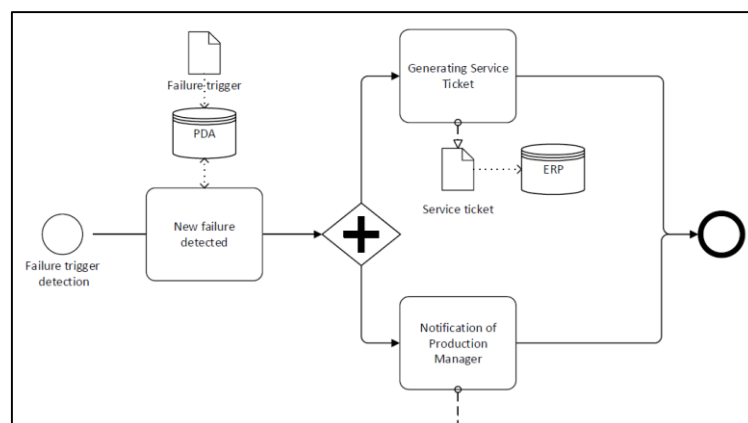 Failure trigger
PDA
New failure
detected
Failure trigger
detection
Generating Service
Ticket
ERP
Service ticket
Notification of
Production
Manager